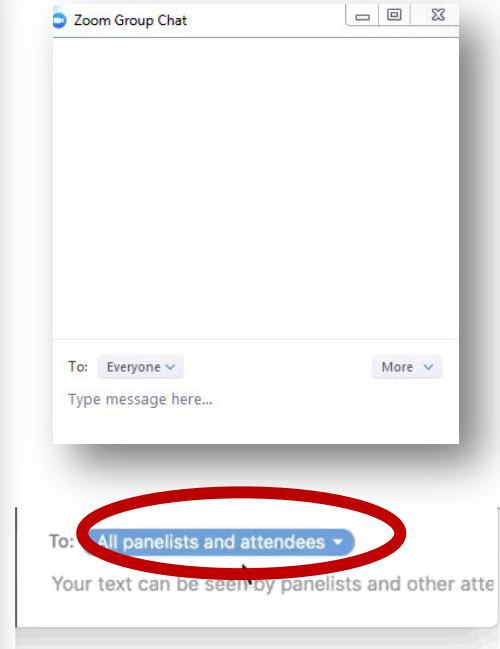 Zoom Group Chat
To: Everyone
More
Type message here...
To: All panelists and attendees
Your text can be seen by panelists and other atte